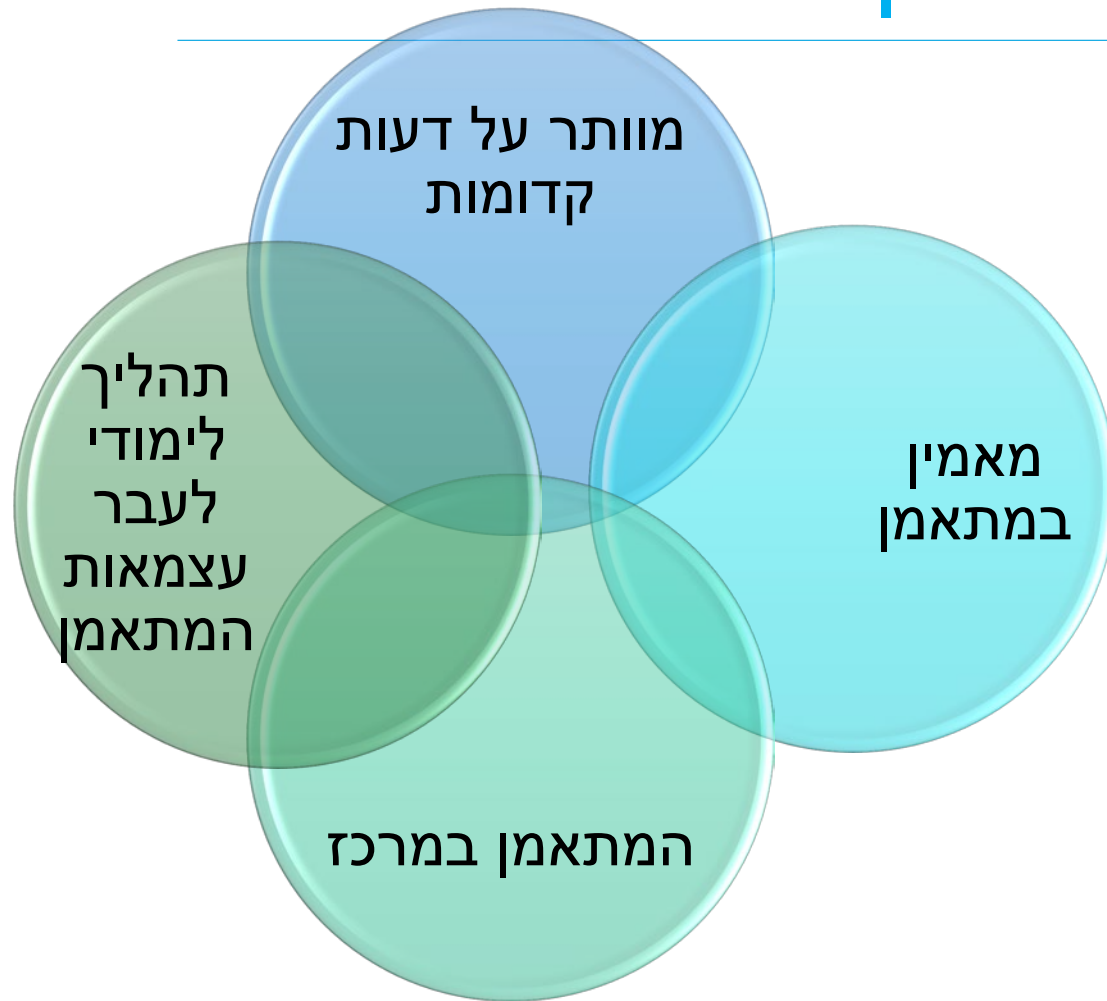 מוותר על דעות
קדומות
מאמין
במתאמן
המתאמן במרכז
תהליך
לימודי
לעבר
עצמאות
המתאמן